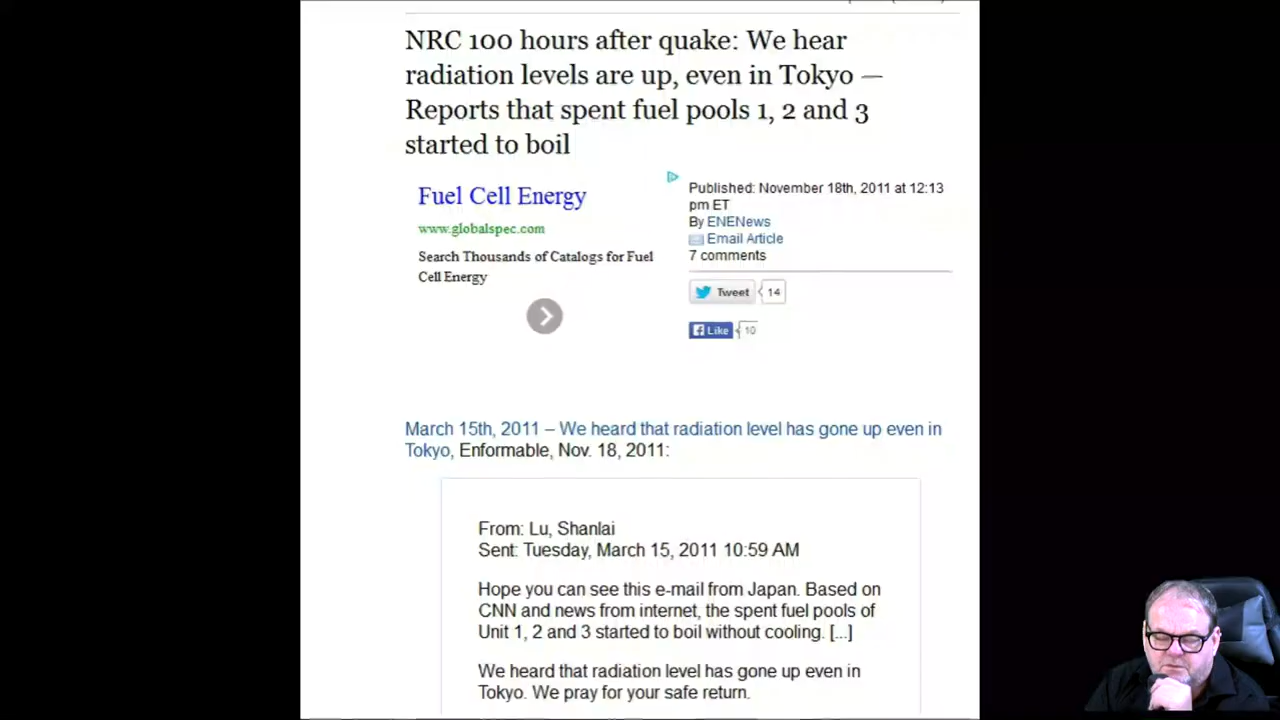 NRC 100 hours after quake: We hear
radiation levels are up, even in Tokyo —
Reports that spent fuel pools 1, 2 and 3
started to boil
Fuel Cell Energy
www.globalspec.com
Search Thousands of Catalogs for Fuel
Cell Energy
Published: November 18th, 2011 at 12:13
pm ET
By ENENews
Email Article
7 comments
Tweet 14
Like 10
March 15th, 2011 – We heard that radiation level has gone up even in
Tokyo, Enformable, Nov. 18, 2011:
From: Lu, Shanlai
Sent: Tuesday, March 15, 2011 10:59 AM
Hope you can see this e-mail from Japan. Based on
CNN and news from internet, the spent fuel pools of
Unit 1, 2 and 3 started to boil without cooling. [...]
We heard that radiation level has gone up even in
Tokyo. We pray for your safe return.